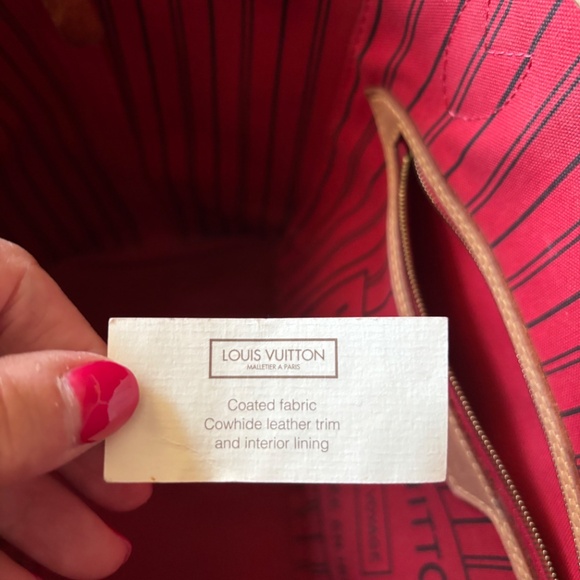 LOUIS VUITTON
MALLETIER A PARIS
Coated fabric
Cowhide leather trim
and interior lining